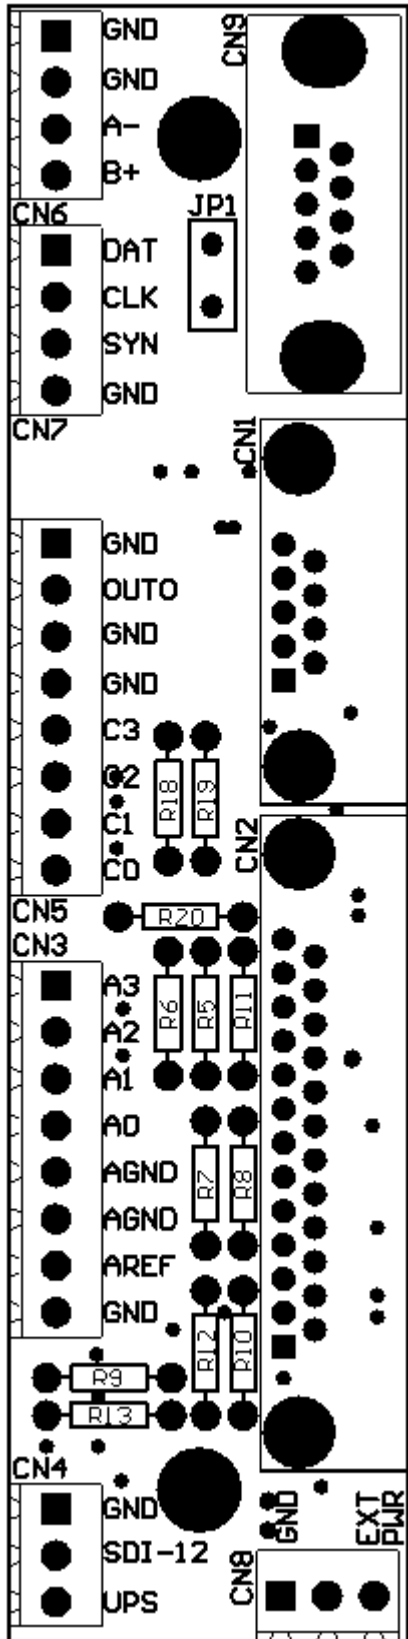 GND
CN9
GND
A-
B+
CN6
JP1
DAT
CLK
SYN
GND
CN7
CN1
GND
OUT0
GND
GND
C3
C2
C1
C0
R18
R19
CN2
CN5
R20
CN3
A3
A2
A1
A0
R6
R5
R11
AGND
AGND
AREF
GND
R7
R8
R12
R10
R9
R13
CN4
GND
SDI-12
UPS
GND
EXT
PWR
CN8